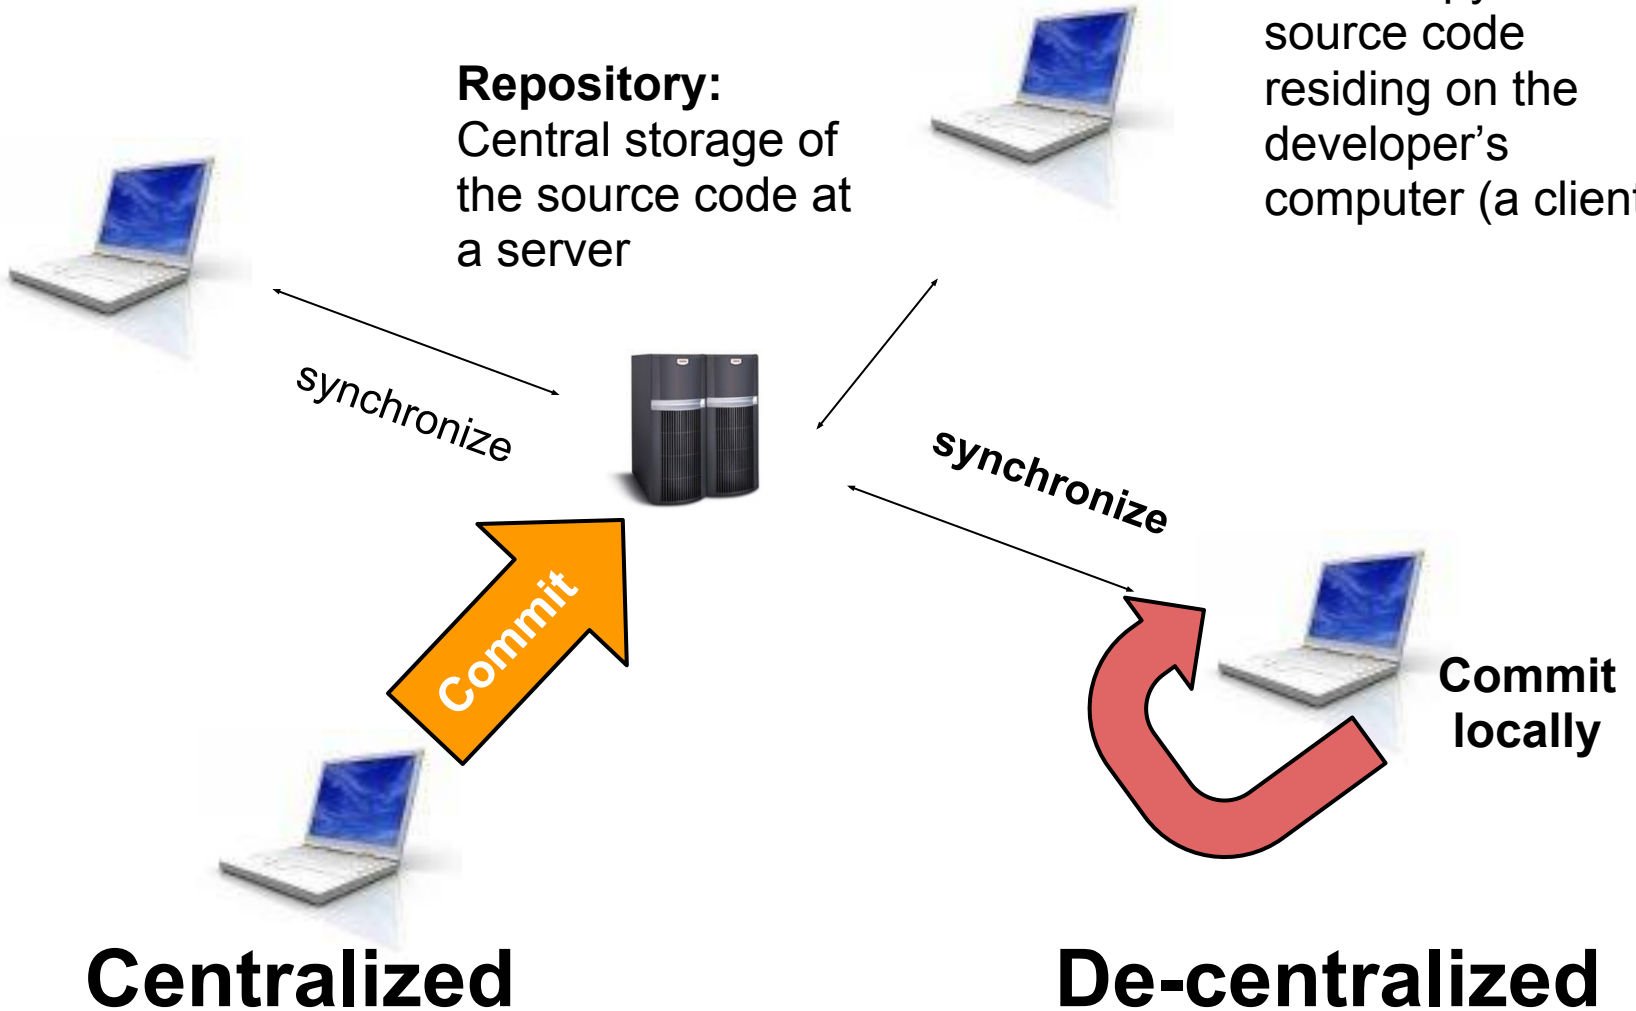 Repository:
Central storage of
the source code at
a server
source code
residing on the
developer's
computer (a client
synchronize
synchronize
Commit
Commit
locally
Centralized
De-centralized